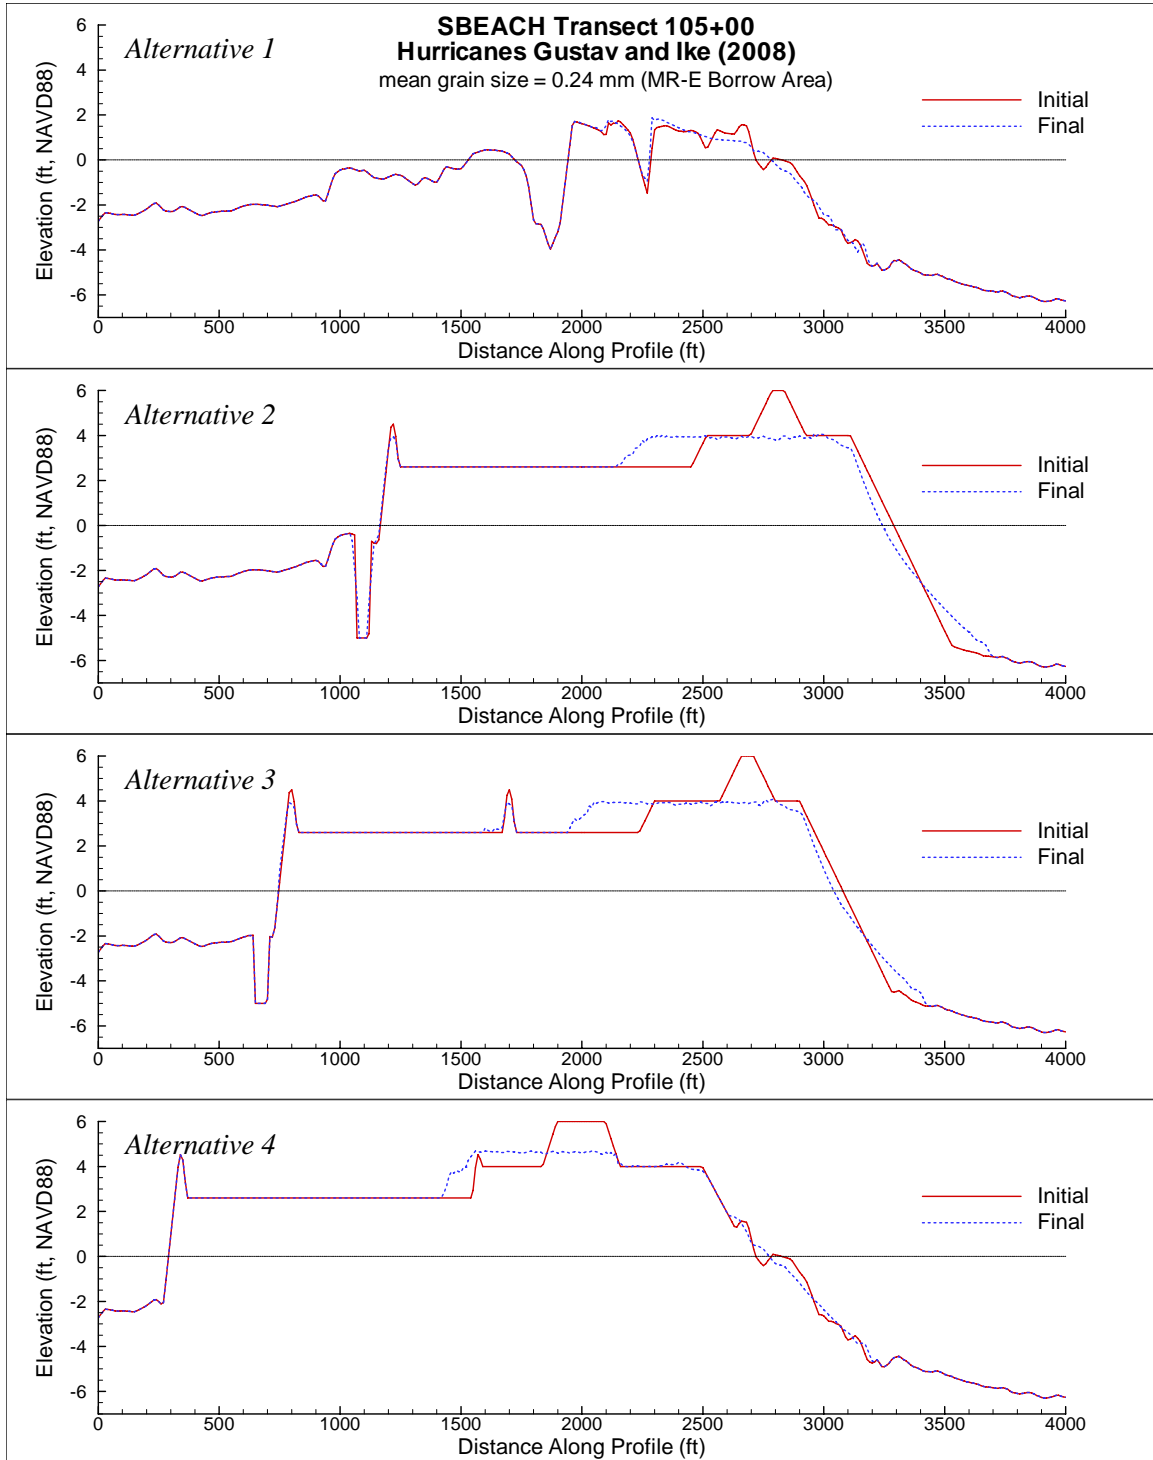 SBEACH Transect 105+00
Hurricanes Gustav and Ike (2008)
mean grain size = 0.24 mm (MR-E Borrow Area)
Alternative 1
Elevation (ft, NAVD88)
6
4
2
0
-2
-4
-6
Initial
Final
0 500 1000 1500 2000 2500 3000 3500 4000
Distance Along Profile (ft)
Alternative 2
Elevation (ft, NAVD88)
6
4
2
0
-2
-4
-6
Initial
Final
0 500 1000 1500 2000 2500 3000 3500 4000
Distance Along Profile (ft)
Alternative 3
Elevation (ft, NAVD88)
6
4
2
0
-2
-4
-6
Initial
Final
0 500 1000 1500 2000 2500 3000 3500 4000
Distance Along Profile (ft)
Alternative 4
Elevation (ft, NAVD88)
6
4
2
0
-2
-4
-6
Initial
Final
0 500 1000 1500 2000 2500 3000 3500 4000
Distance Along Profile (ft)